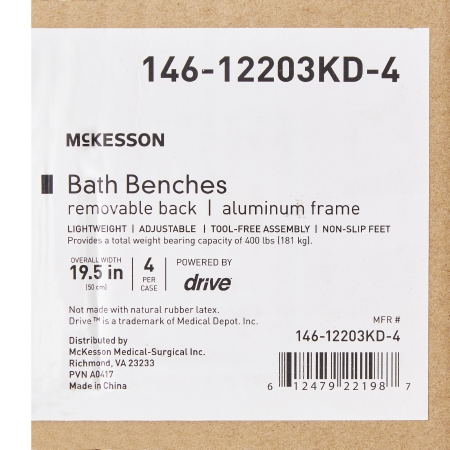 146-12203KD-4
McKESSON
Bath Benches
removable back | aluminum frame
LIGHTWEIGHT | ADJUSTABLE | TOOL-FREE ASSEMBLY | NON-SLIP FEET
Provides a total weight bearing capacity of 400 lbs (181 kg).
OVERALL WIDTH
19.5 in
(50 cm)
4
PER
CASE
POWERED BY
drive
Not made with natural rubber latex.
Drive™ is a trademark of Medical Depot. Inc.
MFR #
146-12203KD-4
Distributed by
McKesson Medical-Surgical Inc.
Richmond, VA 23233
PVN A0417
Made in China
6 12479 22198 7